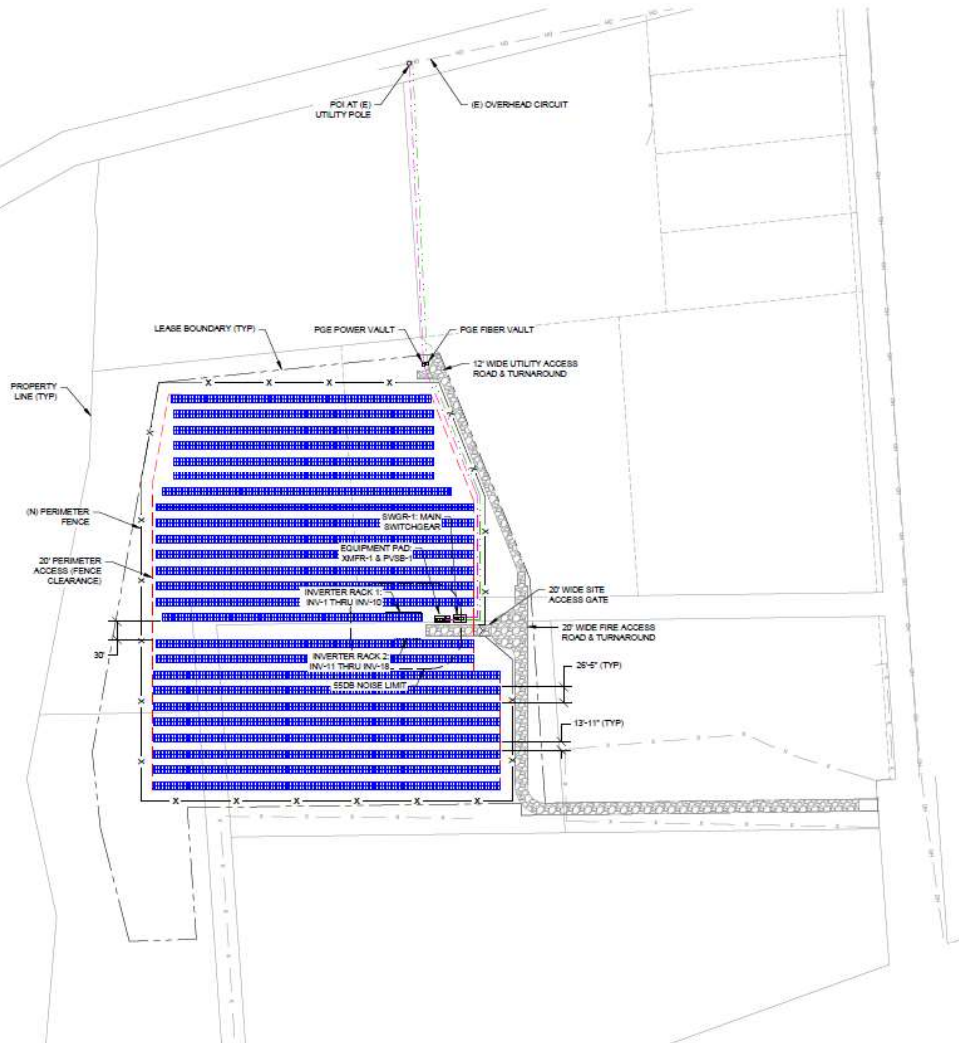 POI AT (E)
UTILITY POLE
(E) OVERHEAD CIRCUIT
LEASE BOUNDARY (TYP)
PGE POWER VAULT
PGE FIBER VAULT
12' WIDE UTILITY ACCESS
ROAD & TURNAROUND
PROPERTY
LINE (TYP)
(N) PERIMETER
FENCE
SWGR-1: MAIN
SWITCHGEAR
EQUIPMENT PAD:
XMFR-1 & PVSB-1
20' PERIMETER
ACCESS (FENCE
CLEARANCE)
INVERTER RACK 1:
INV-1 THRU INV-10
20' WIDE SITE
ACCESS GATE
20' WIDE FIRE ACCESS
ROAD & TURNAROUND
30'
INVERTER RACK 2:
INV-11 THRU INV-18
55DB NOISE LIMIT
26'-5" (TYP)
13'-11" (TYP)